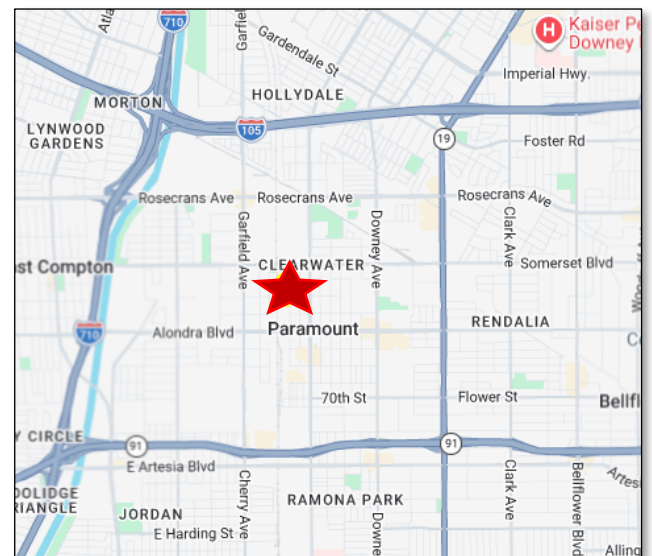 710
Gardendale St
Kaiser Pe
Downey
Imperial Hwy.
MORTON
HOLLYDALE
LYNWOOD
GARDENS
105
19
Foster Rd
Rosecrans Ave
Rosecrans Ave
Rosecrans Ave
Garfield Ave
Downey Ave
Clark Ave
st Compton
CLEARWATER
Somerset Blvd
710
Alondra Blvd
Paramount
RENDALIA
70th St
Flower St
Bellfl
Y CIRCLE
91
91
E Artesia Blvd
Cherry Ave
Clark Ave
Bellflower Blvd
Artes
OOLIDGE
RIANGLE
JORDAN
RAMONA PARK
E Harding St
Downe
Alling